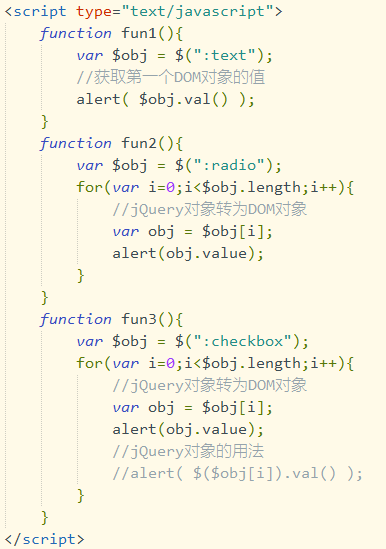 <script type="text/javascript">
function fun1(){
var $obj = $(":text");
//获取第一个DOM对象的值
alert( $obj.val() );
}
function fun2(){
var $obj = $(":radio");
for(var i=0;i<$obj.length;i++){
//jQuery对象转为DOM对象
var obj = $obj[i];
alert(obj.value);
}
}
function fun3(){
var $obj = $(":checkbox");
for(var i=0;i<$obj.length;i++){
//jQuery对象转为DOM对象
var obj = $obj[i];
alert(obj.value);
//jQuery对象的用法
//alert( $($obj[i]).val() );
}
}
</script>